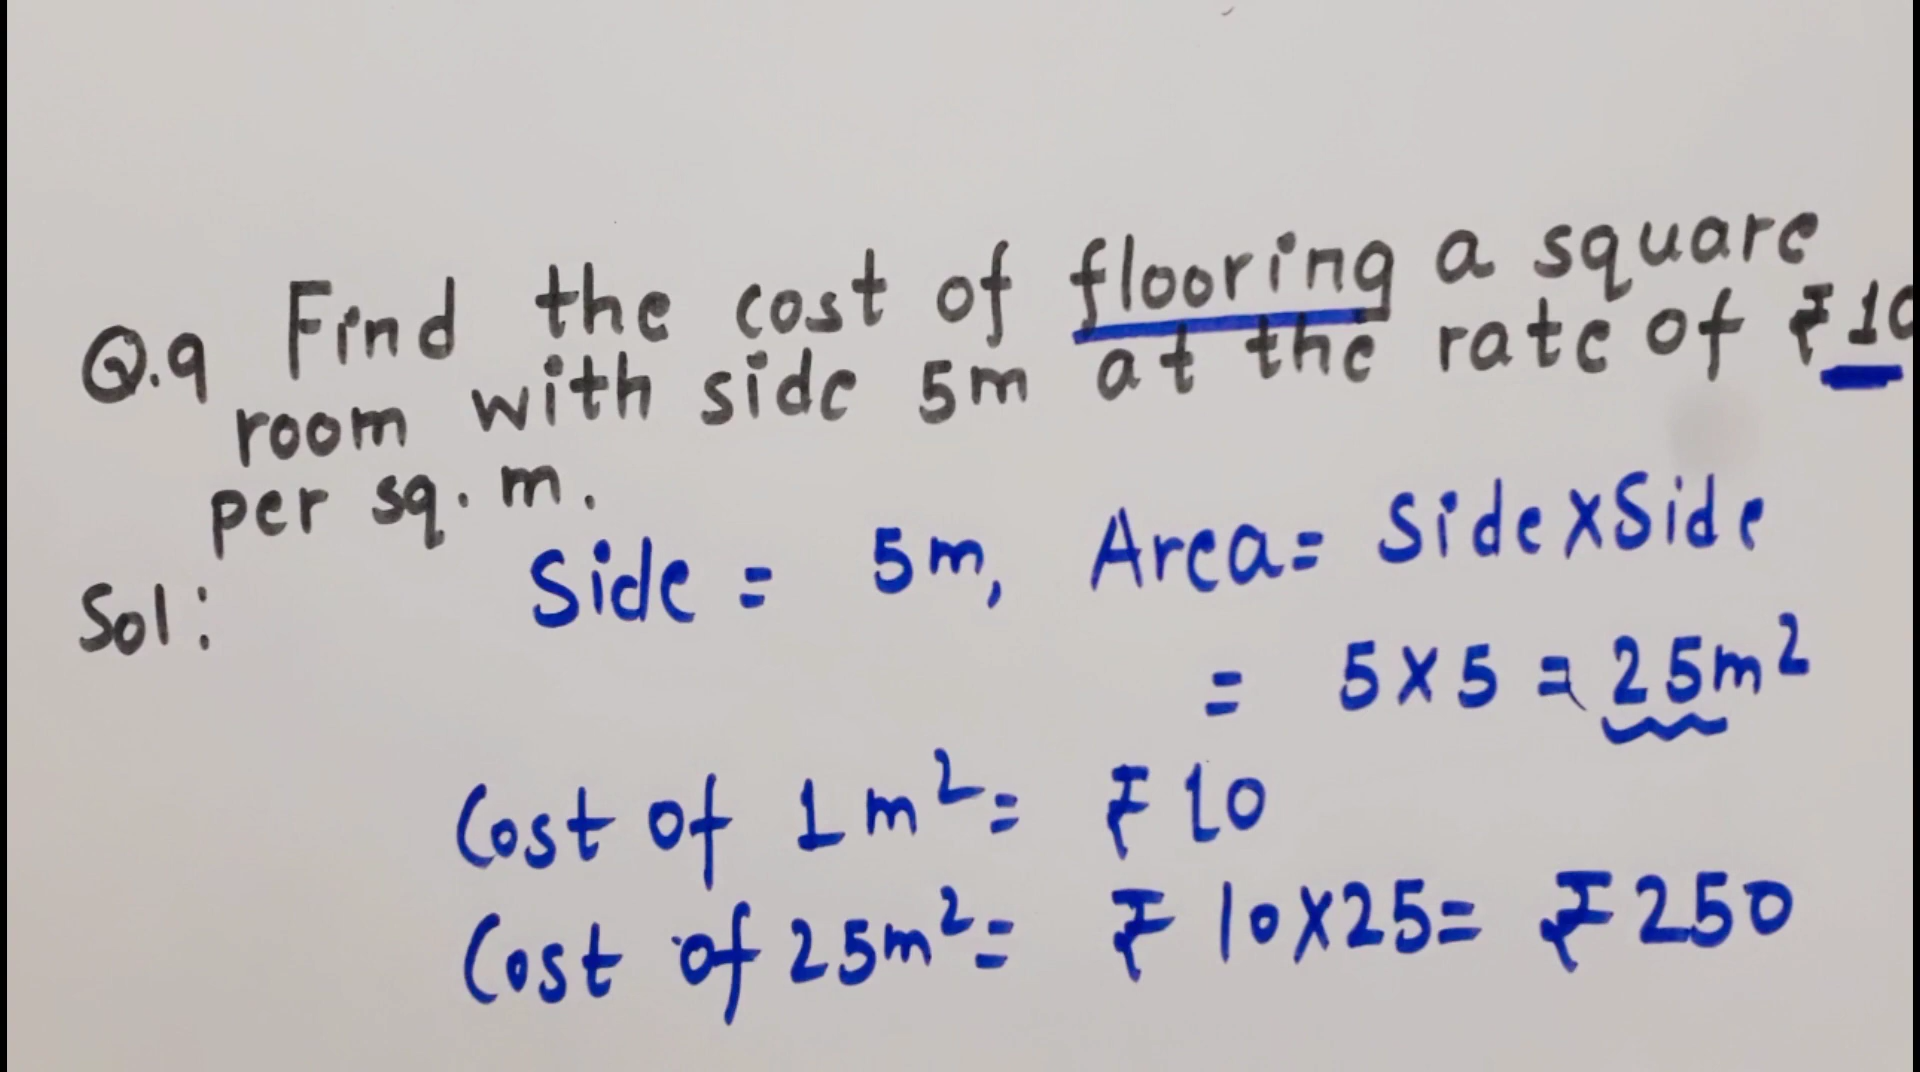 Q.9 Find the cost of flooring a square
room with side 5m at the rate of ₹10
per sq. m.
Sol: Side = 5m, Area = Side x Side
= 5 x 5 = 25m²
Cost of 1m² = ₹10
Cost of 25m² = ₹10x25 = ₹250